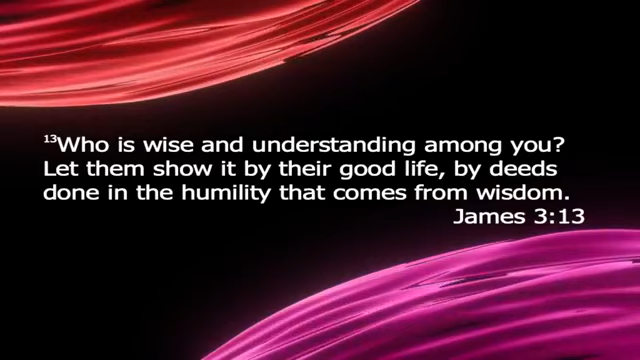 ¹³Who is wise and understanding among you?
Let them show it by their good life, by deeds
done in the humility that comes from wisdom.
James 3:13